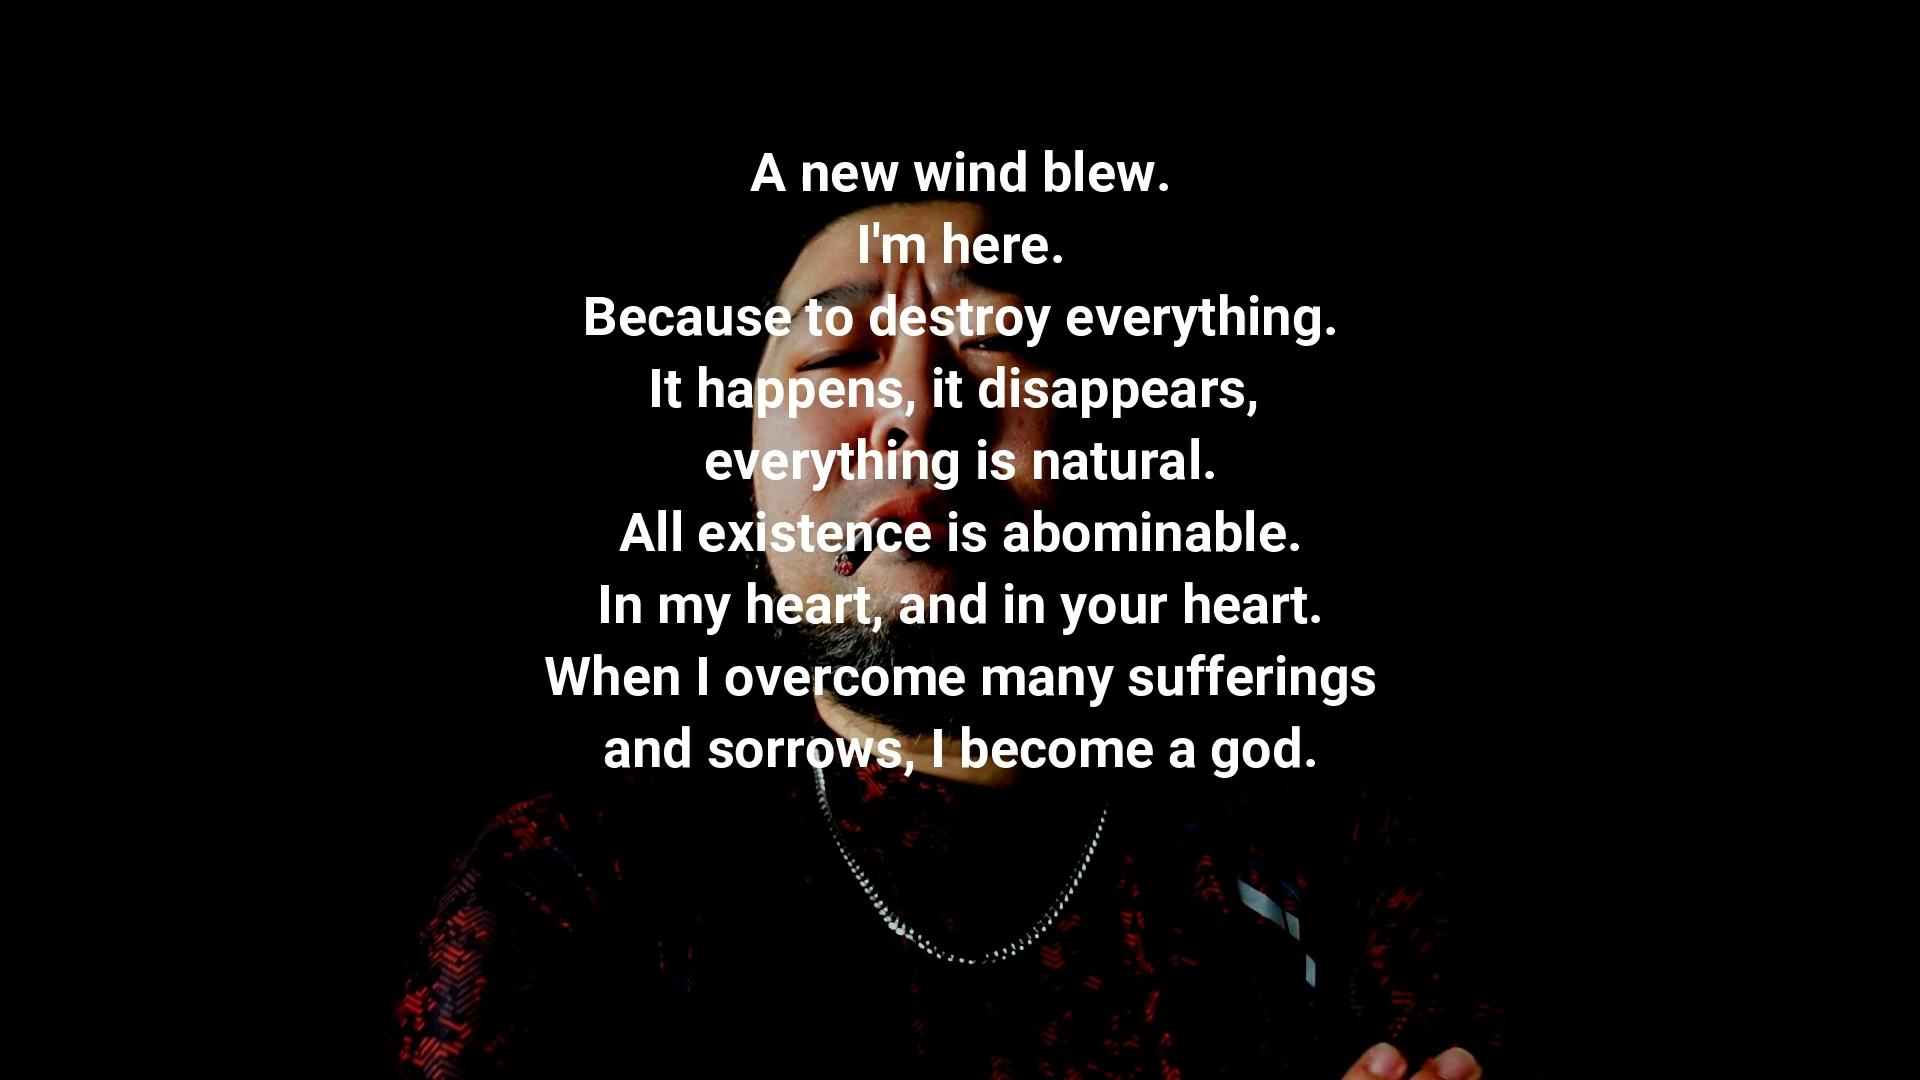 A new wind blew.
I'm here.
Because to destroy everything.
It happens, it disappears,
everything is natural.
All existence is abominable.
In my heart, and in your heart.
When I overcome many sufferings
and sorrows, I become a god.